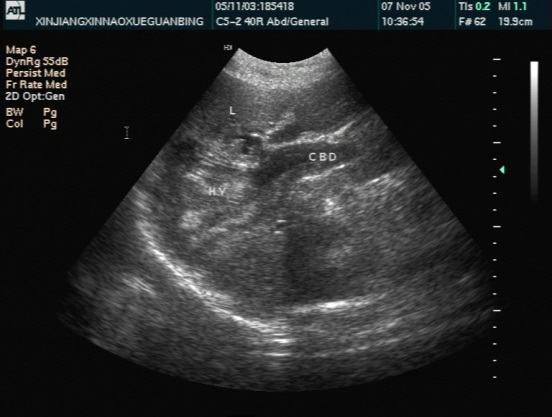 ATL
05/11/03:185418
07 Nov 05
TIs 0.2 MI 1.1
XINJIANGXINNAOXUEGUANBING
C5-2 40R Abd/General
10:36:54
F#62 19.9cm
Map 6
DynRg 55dB
Persist Med
Fr Rate Med
2D Opt:Gen
BW Pg
Col Pg
L
CBD
HV